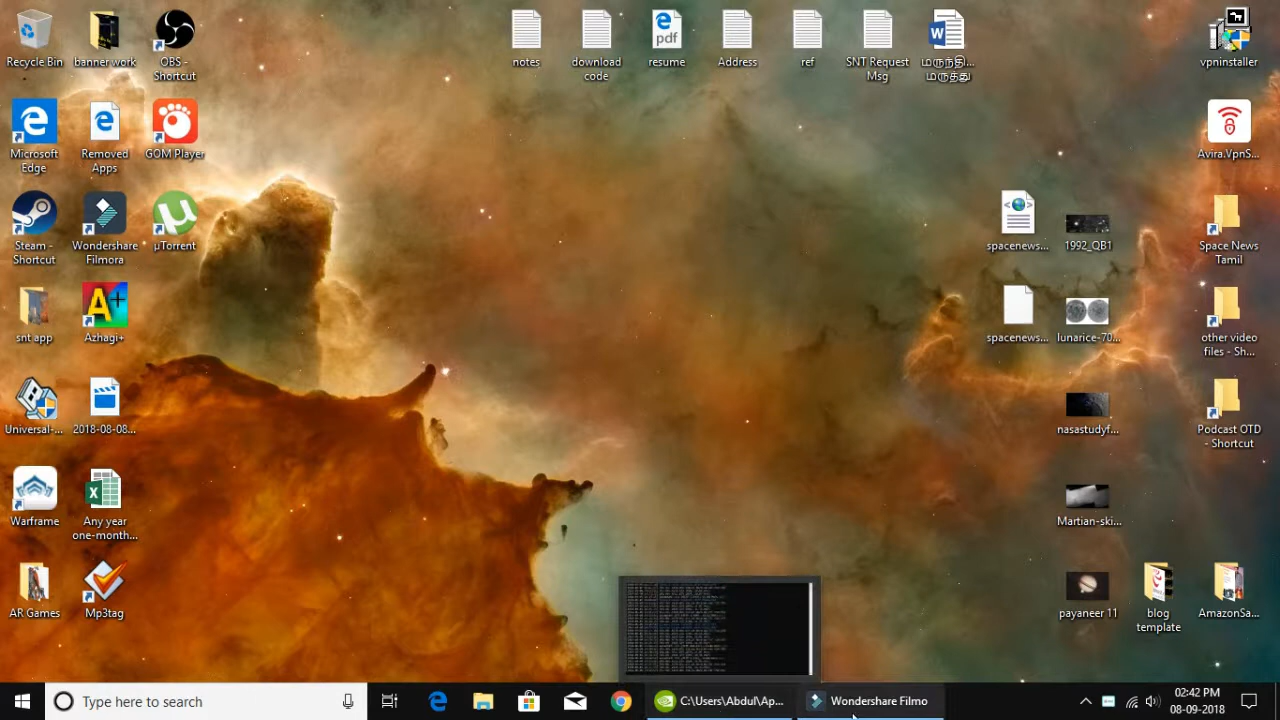 Recycle Bin
banner work
OBS -
Shortcut
notes
download
code
pdf
resume
Address
ref
SNT Request
Msg
மருந்தி...
மருத்து
vpninstaller
Microsoft
Edge
Removed
Apps
GOM Player
Avira.VpnS...
Steam -
Shortcut
Wondershare
Filmora
µTorrent
spacenews...
1992_QB1
Space News
Tamil
snt app
Azhagi+
spacenews...
lunarice-70...
other video
files - Sh...
Universal-...
2018-08-08...
nasastudyf...
Podcast OTD
- Shortcut
Warframe
Any year
one-month...
Martian-ski...
AR Games
Mp3tag
payameer 11
blog
template
AmazonSa...
Type here to search
C:\Users\Abdul\Ap...
Wondershare Filmo
02:42 PM
08-09-2018